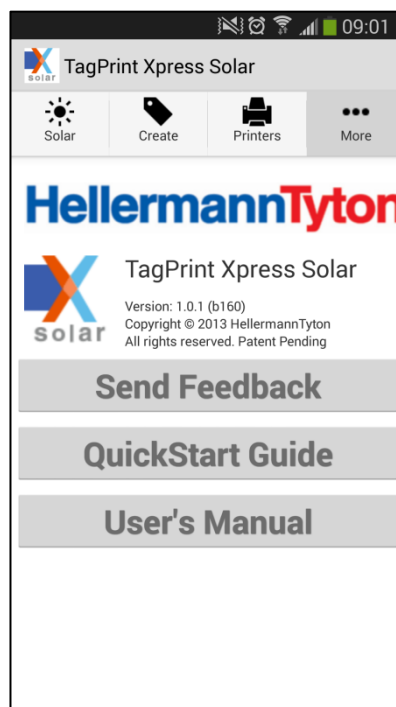 09:01
solar
TagPrint Xpress Solar
Solar
Create
Printers
More
HellermannTyton
TagPrint Xpress Solar
Version: 1.0.1 (b160)
Copyright © 2013 HellermannTyton
All rights reserved. Patent Pending
solar
Send Feedback
QuickStart Guide
User's Manual